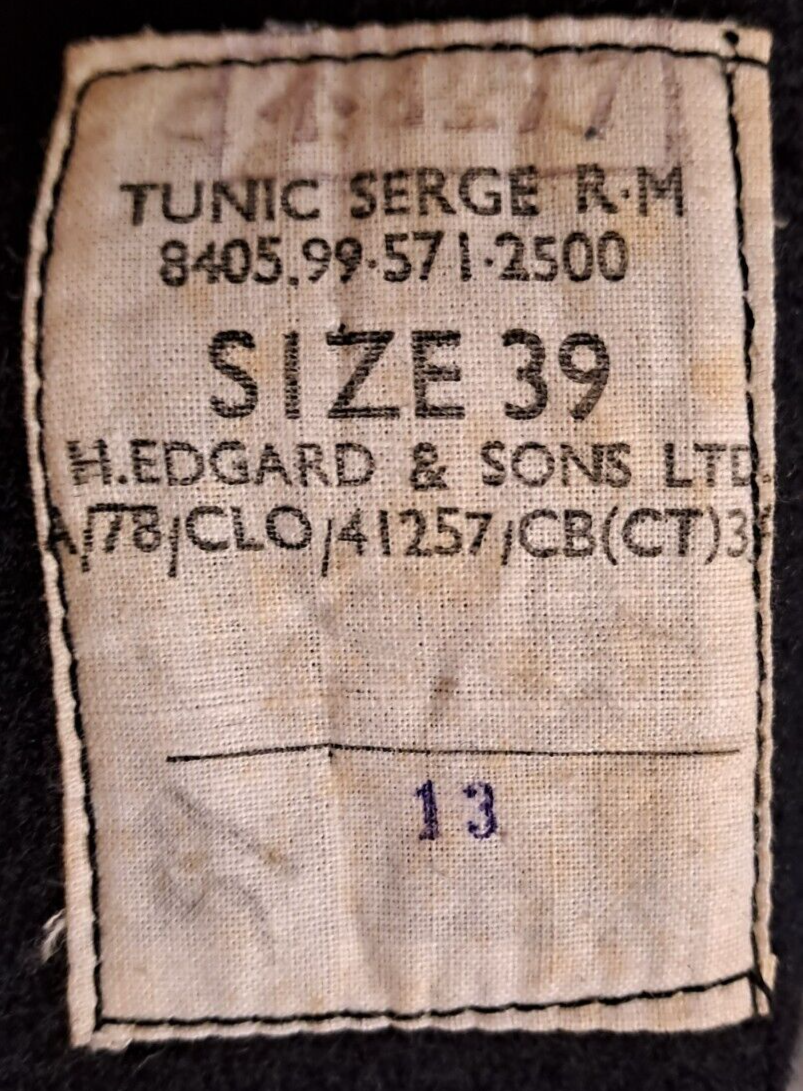 TUNIC SERGE R.M
8405.99.571.2500
SIZE 39
H.EDGARD & SONS LTD.
A/78/CLO/41257/CB(CT)3
13